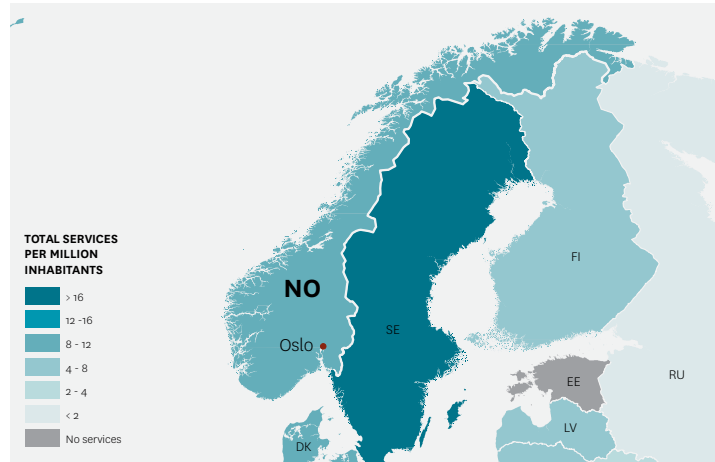 TOTAL SERVICES
PER MILLION
INHABITANTS
> 16
12 -16
8 - 12
4 - 8
2 - 4
< 2
No services
NO
Oslo
SE
FI
DK
EE
LV
RU